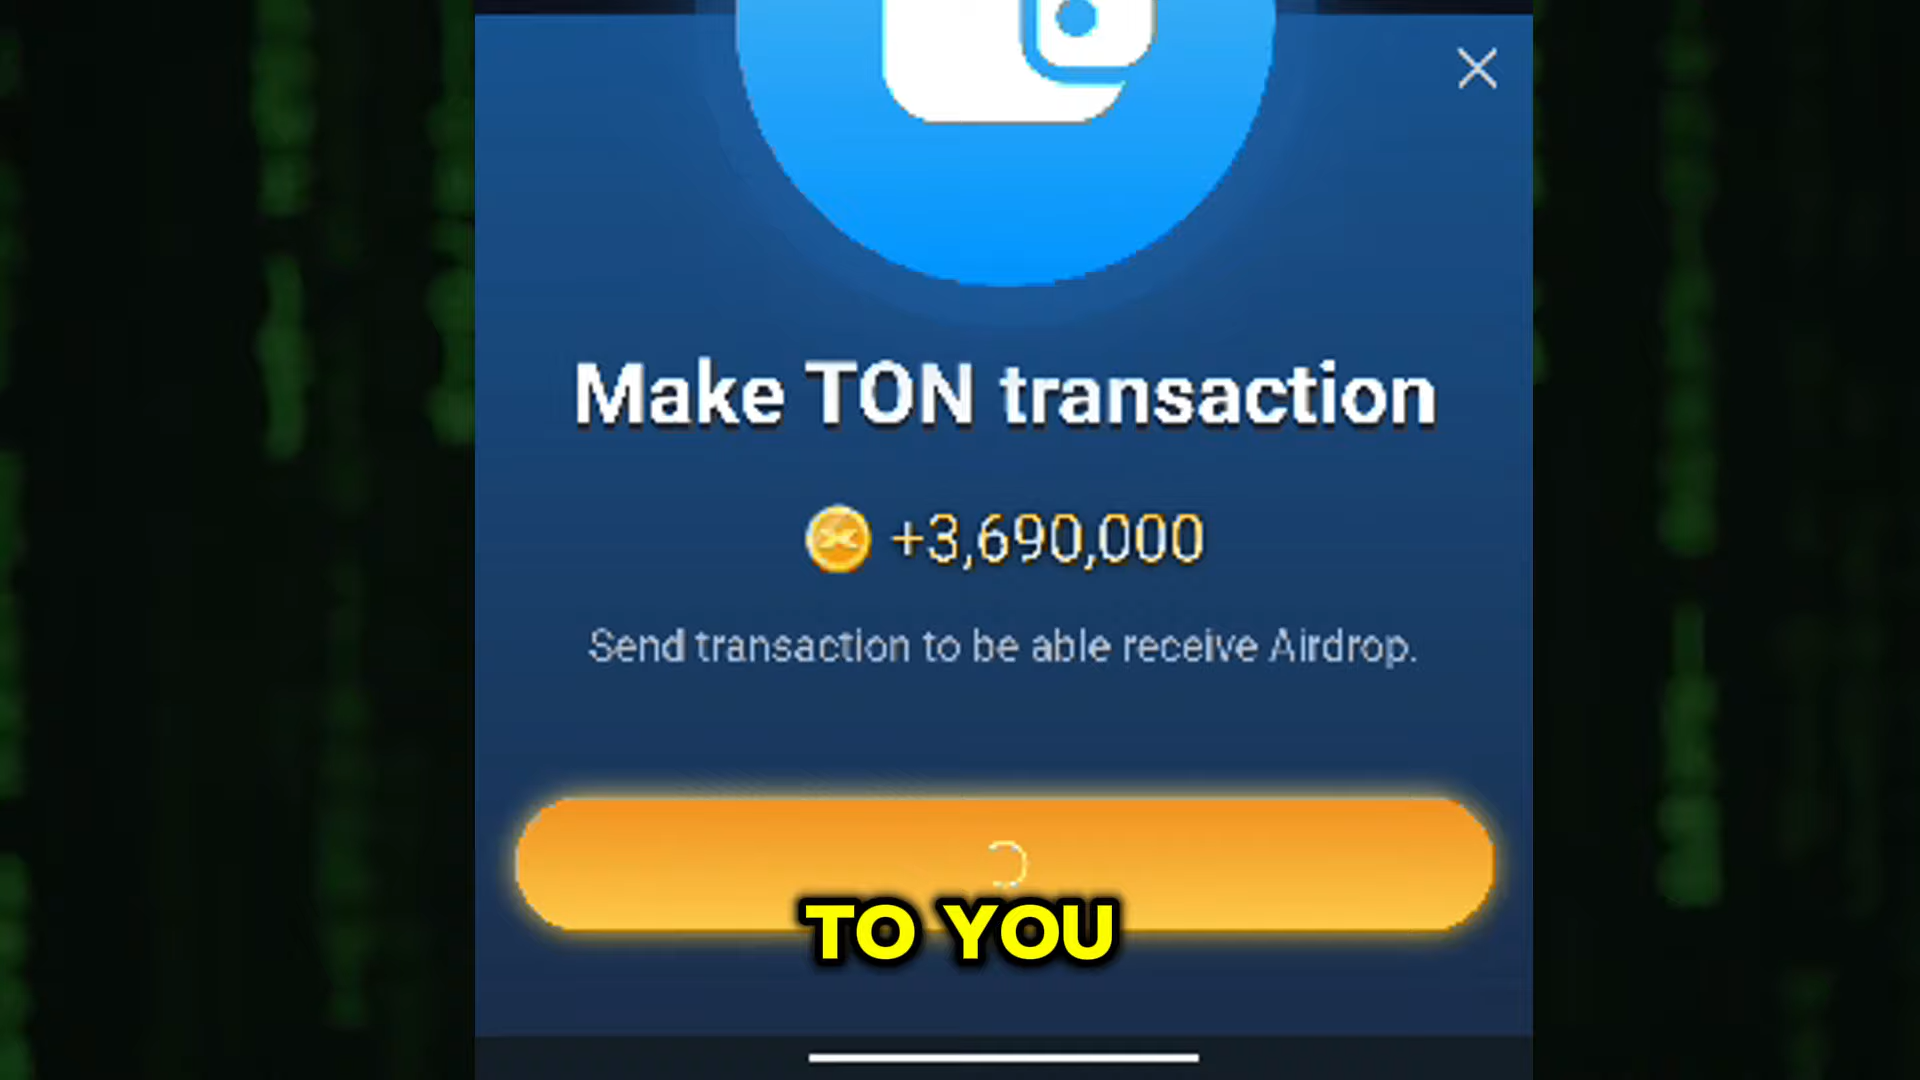 Make TON transaction
+3,690,000
Send transaction to be able receive Airdrop.
TO YOU